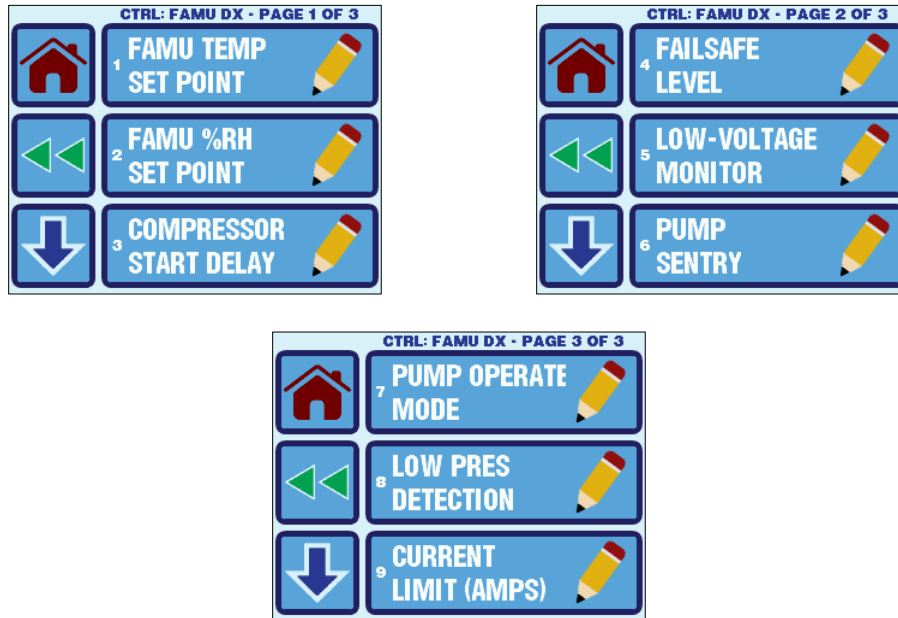 CTRL: FAMU DX - PAGE 1 OF 3
1 FAMU TEMP
SET POINT
2 FAMU %RH
SET POINT
3 COMPRESSOR
START DELAY
CTRL: FAMU DX - PAGE 2 OF 3
4 FAILSAFE
LEVEL
5 LOW-VOLTAGE
MONITOR
6 PUMP
SENTRY
CTRL: FAMU DX - PAGE 3 OF 3
7 PUMP OPERATE
MODE
8 LOW PRES
DETECTION
9 CURRENT
LIMIT (AMPS)